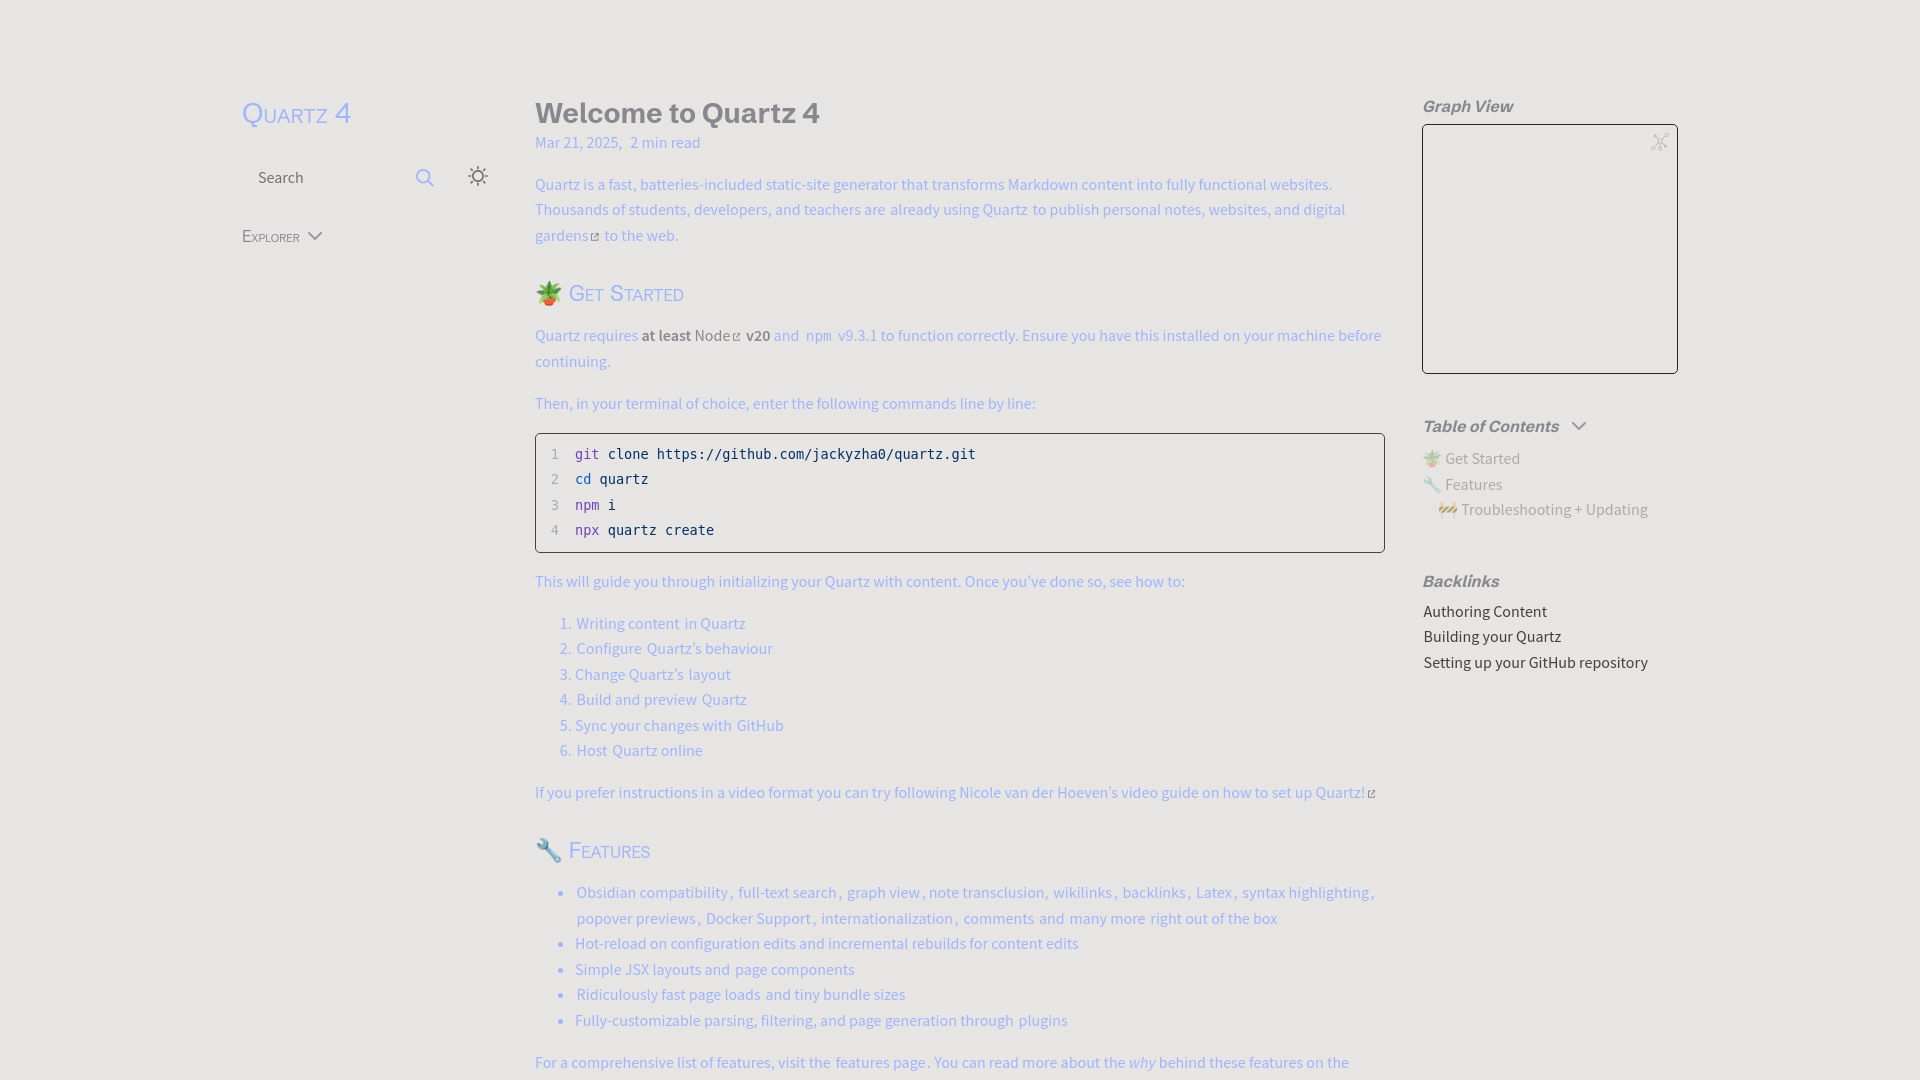 Quartz 4
Search
Explorer
Welcome to Quartz 4
Mar 21, 2025, 2 min read
Quartz is a fast, batteries-included static-site generator that transforms Markdown content into fully functional websites.
Thousands of students, developers, and teachers are already using Quartz to publish personal notes, websites, and digital
gardens to the web.
🪴 Get Started
Quartz requires at least Node v20 and npm v9.3.1 to function correctly. Ensure you have this installed on your machine before
continuing.
Then, in your terminal of choice, enter the following commands line by line:
1 git clone https://github.com/jackyzha0/quartz.git
2 cd quartz
3 npm i
4 npx quartz create
This will guide you through initializing your Quartz with content. Once you’ve done so, see how to:
1. Writing content in Quartz
2. Configure Quartz’s behaviour
3. Change Quartz’s layout
4. Build and preview Quartz
5. Sync your changes with GitHub
6. Host Quartz online
If you prefer instructions in a video format you can try following Nicole van der Hoeven’s video guide on how to set up Quartz!
🔧 Features
• Obsidian compatibility, full-text search, graph view, note transclusion, wikilinks, backlinks, Latex, syntax highlighting,
popover previews, Docker Support, internationalization, comments and many more right out of the box
• Hot-reload on configuration edits and incremental rebuilds for content edits
• Simple JSX layouts and page components
• Ridiculously fast page loads and tiny bundle sizes
• Fully-customizable parsing, filtering, and page generation through plugins
For a comprehensive list of features, visit the features page. You can read more about the why behind these features on the
Graph View
Table of Contents
🪴 Get Started
🔧 Features
🚧 Troubleshooting + Updating
Backlinks
Authoring Content
Building your Quartz
Setting up your GitHub repository